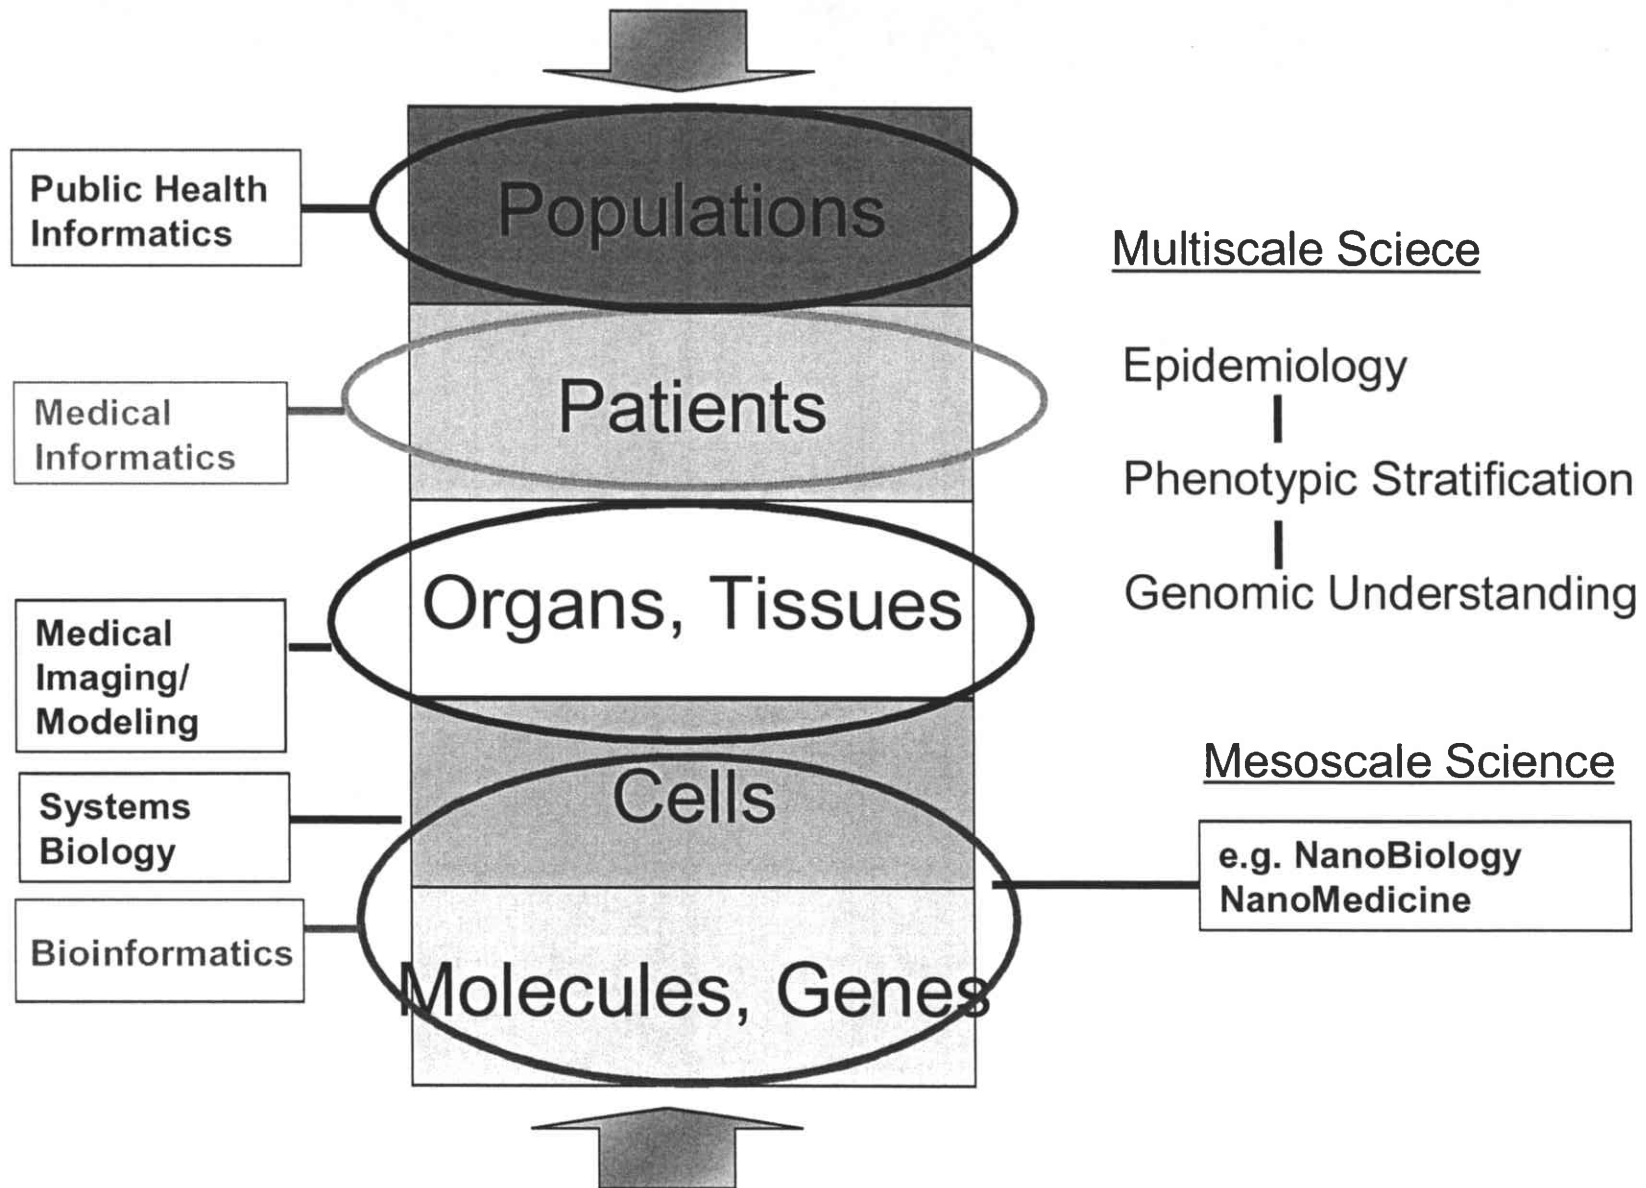 Populations
Patients
Organs, Tissues
Cells
Molecules, Genes
Public Health
Informatics
Medical
Informatics
Medical
Imaging/
Modeling
Systems
Biology
Bioinformatics
Multiscale Sciece
Epidemiology
Phenotypic Stratification
Genomic Understanding
Mesoscale Science
e.g. NanoBiology
NanoMedicine